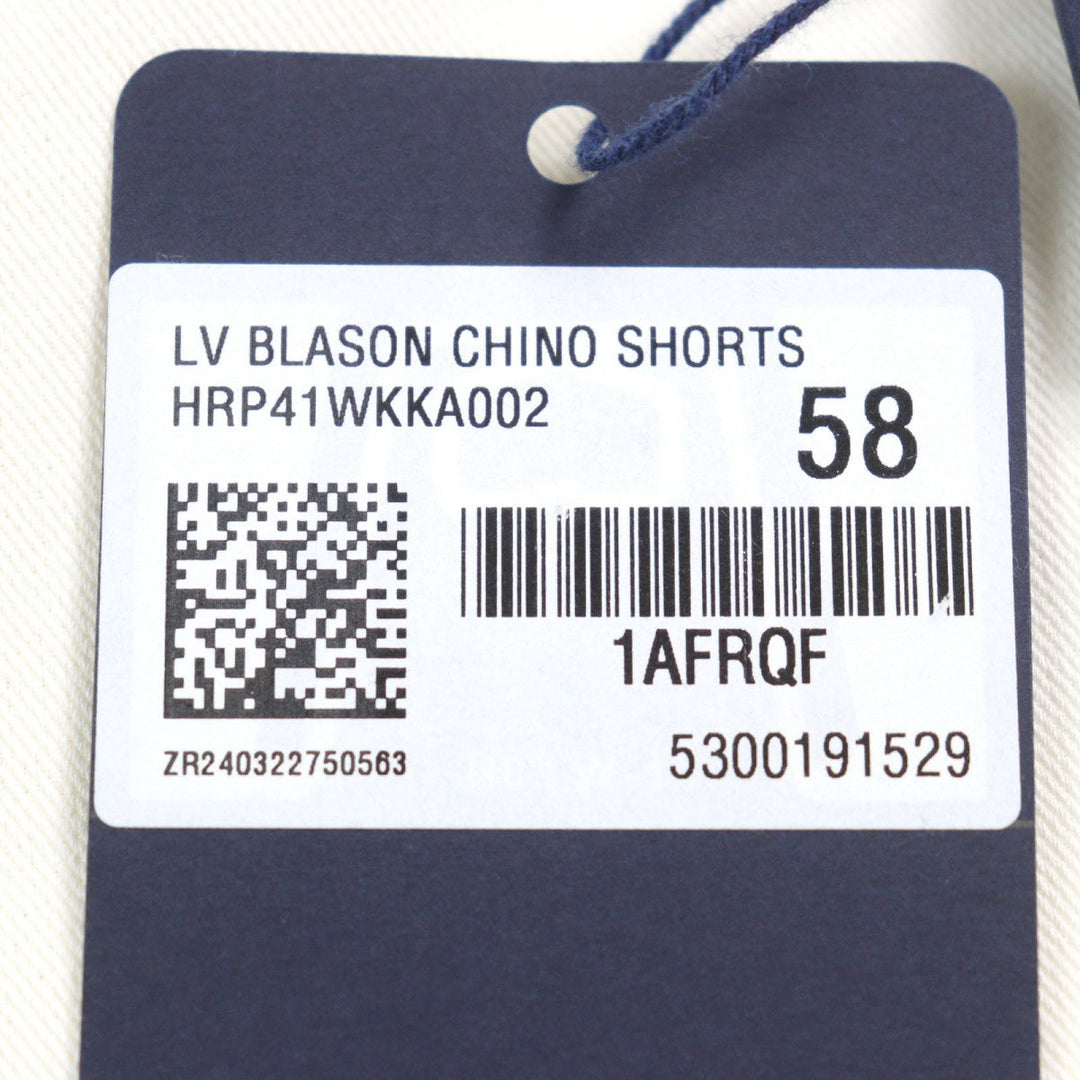 LV BLASON CHINO SHORTS
HRP41WKKA002
58
1AFRQF
ZR240322750563
5300191529